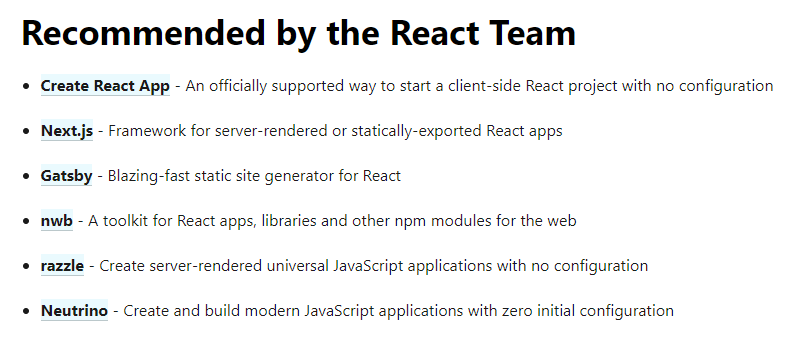 Recommended by the React Team
• Create React App - An officially supported way to start a client-side React project with no configuration
• Next.js - Framework for server-rendered or statically-exported React apps
• Gatsby - Blazing-fast static site generator for React
• nwb - A toolkit for React apps, libraries and other npm modules for the web
• razzle - Create server-rendered universal JavaScript applications with no configuration
• Neutrino - Create and build modern JavaScript applications with zero initial configuration